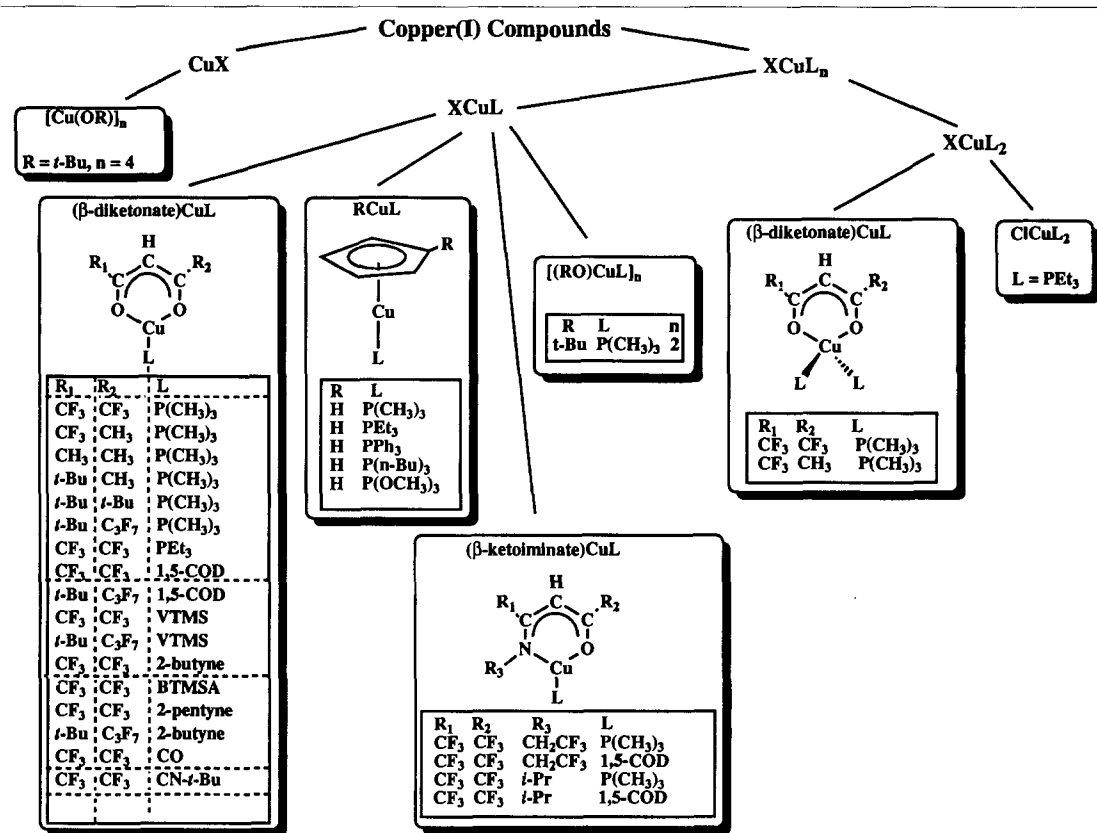 Copper(I) Compounds
CuX
XCuLₙ
[Cu(OR)]ₙ
R = t-Bu, n = 4
XCuL
XCuL₂
(β-diketonate)CuL
H
R₁ C R₂
C C
O O
Cu
L
R₁ R₂ L
CF₃ CF₃ P(CH₃)₃
CF₃ CH₃ P(CH₃)₃
CH₃ CH₃ P(CH₃)₃
t-Bu CH₃ P(CH₃)₃
t-Bu t-Bu P(CH₃)₃
t-Bu C₃F₇ P(CH₃)₃
CF₃ CF₃ PEt₃
CF₃ CF₃ 1,5-COD
t-Bu C₃F₇ 1,5-COD
CF₃ CF₃ VTMS
t-Bu C₃F₇ VTMS
CF₃ CF₃ 2-butyne
CF₃ CF₃ BTMSA
CF₃ CF₃ 2-pentyne
t-Bu C₃F₇ 2-butyne
CF₃ CF₃ CO
CF₃ CF₃ CN-t-Bu
RCuL
R
Cu
L
R L
H P(CH₃)₃
H PEt₃
H PPh₃
H P(n-Bu)₃
H P(OCH₃)₃
[(RO)CuL]ₙ
R L n
t-Bu P(CH₃)₃ 2
(β-diketonate)CuL
H
R₁ C R₂
C C
O O
Cu
L L
R₁ R₂ L
CF₃ CF₃ P(CH₃)₃
CF₃ CH₃ P(CH₃)₃
ClCuL₂
L = PEt₃
(β-ketoiminate)CuL
H
R₁ C R₂
C C
N O
R₃ Cu
L
R₁ R₂ R₃ L
CF₃ CF₃ CH₂CF₃ P(CH₃)₃
CF₃ CF₃ CH₂CF₃ 1,5-COD
CF₃ CF₃ i-Pr P(CH₃)₃
CF₃ CF₃ i-Pr 1,5-COD